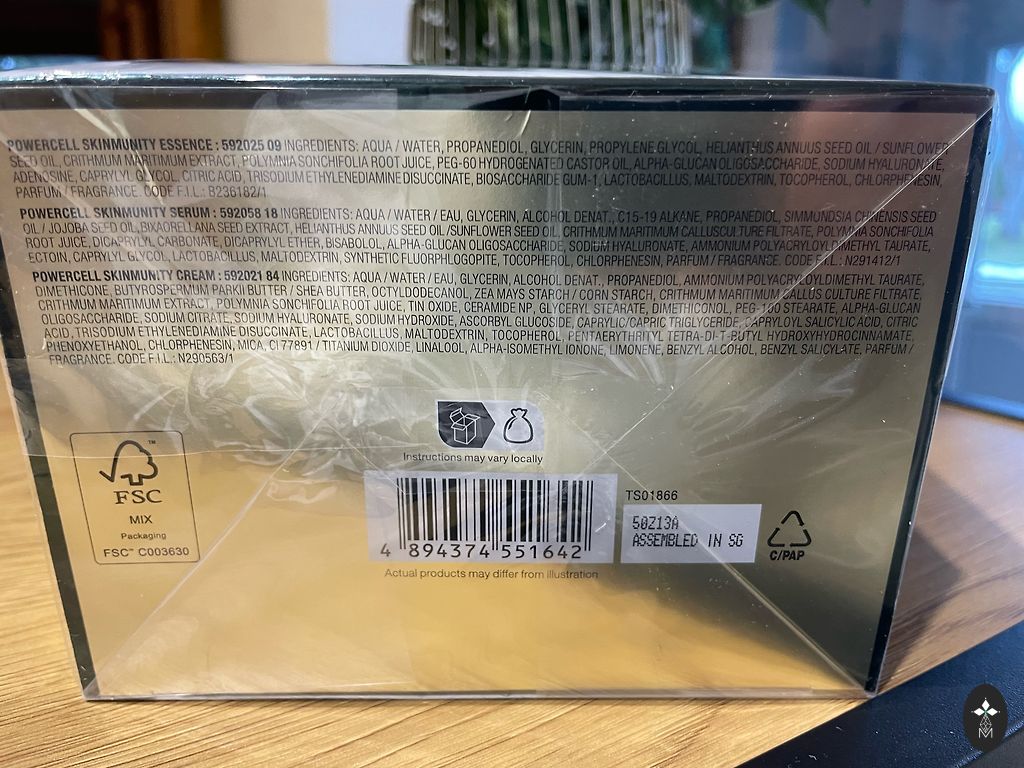 POWERCELL SKINMUNITY ESSENCE : 592025 09 INGREDIENTS: AQUA / WATER, PROPANEDIOL, GLYCERIN, PROPYLENE GLYCOL, HELIANTHUS ANNUUS SEED OIL / SUNFLOWER
SEED OIL, CRITHMUM MARITIMUM EXTRACT, POLYMNIA SONCHIFOLIA ROOT JUICE, PEG-60 HYDROGENATED CASTOR OIL, ALPHA-GLUCAN OLIGOSACCHARIDE, SODIUM HYALURONATE,
ADENOSINE, CAPRYLYL GLYCOL, CITRIC ACID, TRISODIUM ETHYLENEDIAMINE DISUCCINATE, BIOSACCHARIDE GUM-1, LACTOBACILLUS, MALTODEXTRIN, TOCOPHEROL, CHLORPHENESIN,
PARFUM / FRAGRANCE. CODE F.I.L.: B236182/1
POWERCELL SKINMUNITY SERUM : 592058 18 INGREDIENTS: AQUA / WATER / EAU, GLYCERIN, ALCOHOL DENAT., C15-19 ALKANE, PROPANEDIOL, SIMMONDSIA CHINENSIS SEED
OIL / JOJOBA SEED OIL, BIXA ORELLANA SEED EXTRACT, HELIANTHUS ANNUUS SEED OIL / SUNFLOWER SEED OIL, CRITHMUM MARITIMUM CALLUS CULTURE FILTRATE, POLYMNIA SONCHIFOLIA
ROOT JUICE, DICAPRYLYL CARBONATE, DICAPRYLYL ETHER, BISABOLOL, ALPHA-GLUCAN OLIGOSACCHARIDE, SODIUM HYALURONATE, AMMONIUM POLYACRYLOYLDIMETHYL TAURATE,
ECTOIN, CAPRYLYL GLYCOL, LACTOBACILLUS, MALTODEXTRIN, SYNTHETIC FLUORPHLOGOPITE, TOCOPHEROL, CHLORPHENESIN, PARFUM / FRAGRANCE. CODE F.I.L.: N291412/1
POWERCELL SKINMUNITY CREAM : 592021 84 INGREDIENTS: AQUA / WATER / EAU, GLYCERIN, ALCOHOL DENAT., PROPANEDIOL, AMMONIUM POLYACRYLOYLDIMETHYL TAURATE,
DIMETHICONE, BUTYROSPERMUM PARKII BUTTER / SHEA BUTTER, OCTYLDODECANOL, ZEA MAYS STARCH / CORN STARCH, CRITHMUM MARITIMUM CALLUS CULTURE FILTRATE,
CRITHMUM MARITIMUM EXTRACT, POLYMNIA SONCHIFOLIA ROOT JUICE, TIN OXIDE, CERAMIDE NP, GLYCERYL STEARATE, DIMETHICONOL, PEG-100 STEARATE, ALPHA-GLUCAN
OLIGOSACCHARIDE, SODIUM CITRATE, SODIUM HYALURONATE, SODIUM HYDROXIDE, ASCORBYL GLUCOSIDE, CAPRYLIC/CAPRIC TRIGLYCERIDE, CAPRYLOYL SALICYLIC ACID, CITRIC
ACID, TRISODIUM ETHYLENEDIAMINE DISUCCINATE, LACTOBACILLUS, MALTODEXTRIN, TOCOPHEROL, PENTAERYTHRITYL TETRA-DI-T-BUTYL HYDROXYHYDROCINNAMATE,
PHENOXYETHANOL, CHLORPHENESIN, MICA, CI 77891 / TITANIUM DIOXIDE, LINALOOL, ALPHA-ISOMETHYL IONONE, LIMONENE, BENZYL ALCOHOL, BENZYL SALICYLATE, PARFUM /
FRAGRANCE. CODE F.I.L.: N290563/1
Instructions may vary locally
FSC
MIX
Packaging
FSC™ C003630
4 894374 551642
TS01866
50Z13A
ASSEMBLED IN SG
C/PAP
Actual products may differ from illustration
M